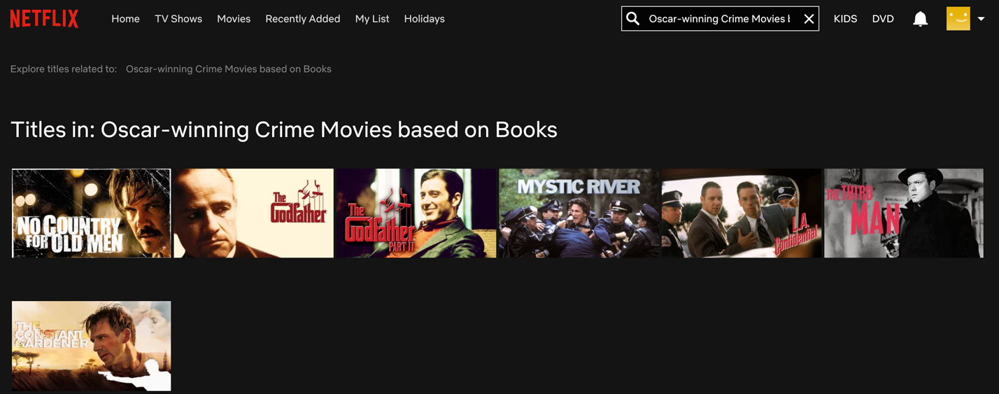 NETFLIX Home TV Shows Movies Recently Added My List Holidays Oscar-winning Crime Movies b KIDS DVD
Explore titles related to: Oscar-winning Crime Movies based on Books
Titles in: Oscar-winning Crime Movies based on Books
NO COUNTRY
FOR OLD MEN
The
Godfather
The
Godfather
PART II
MYSTIC RIVER
L.A.
Confidential
THE THIRD
MAN
THE
CONSTANT
GARDENER